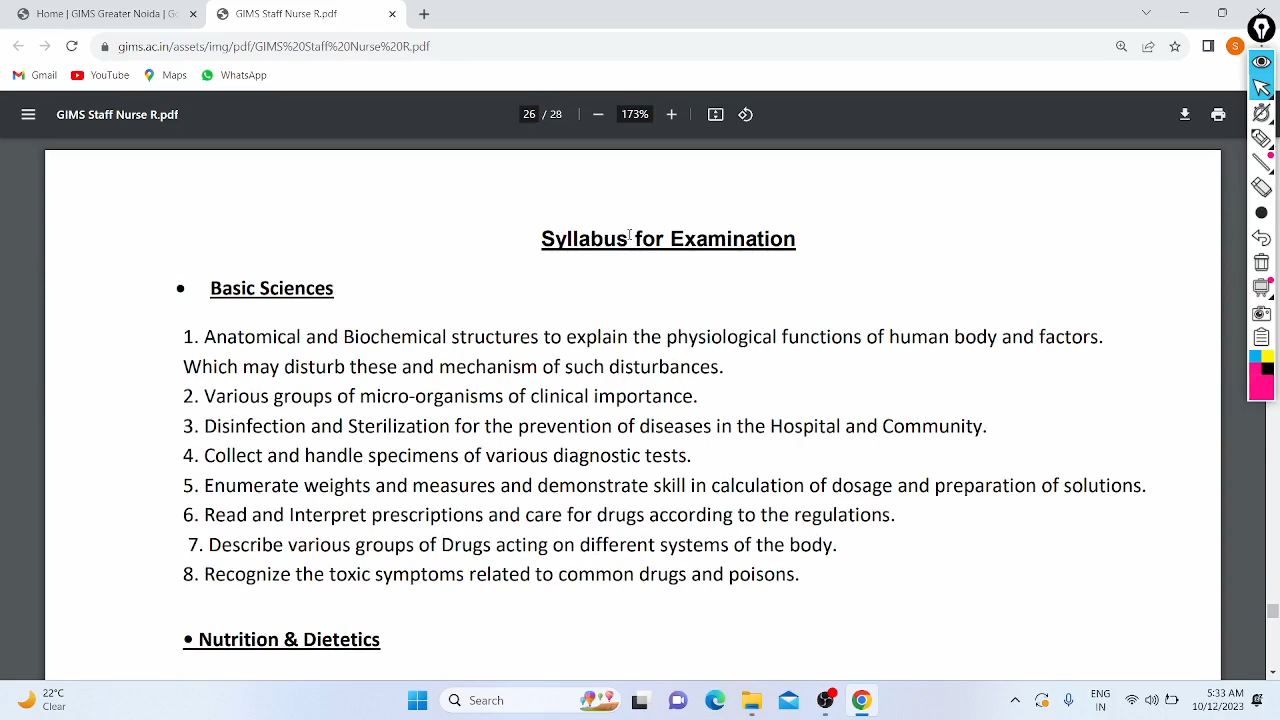 Home | GIMS Greater Noida | Go
GIMS Staff Nurse R.pdf
gims.ac.in/assets/img/pdf/GIMS%20Staff%20Nurse%20R.pdf
S
Gmail
YouTube
Maps
WhatsApp
GIMS Staff Nurse R.pdf
26 / 28
173%
Syllabus for Examination
• Basic Sciences
1. Anatomical and Biochemical structures to explain the physiological functions of human body and factors.
Which may disturb these and mechanism of such disturbances.
2. Various groups of micro-organisms of clinical importance.
3. Disinfection and Sterilization for the prevention of diseases in the Hospital and Community.
4. Collect and handle specimens of various diagnostic tests.
5. Enumerate weights and measures and demonstrate skill in calculation of dosage and preparation of solutions.
6. Read and Interpret prescriptions and care for drugs according to the regulations.
7. Describe various groups of Drugs acting on different systems of the body.
8. Recognize the toxic symptoms related to common drugs and poisons.
• Nutrition & Dietetics
22°C
Clear
Search
ENG
IN
5:33 AM
10/12/2023